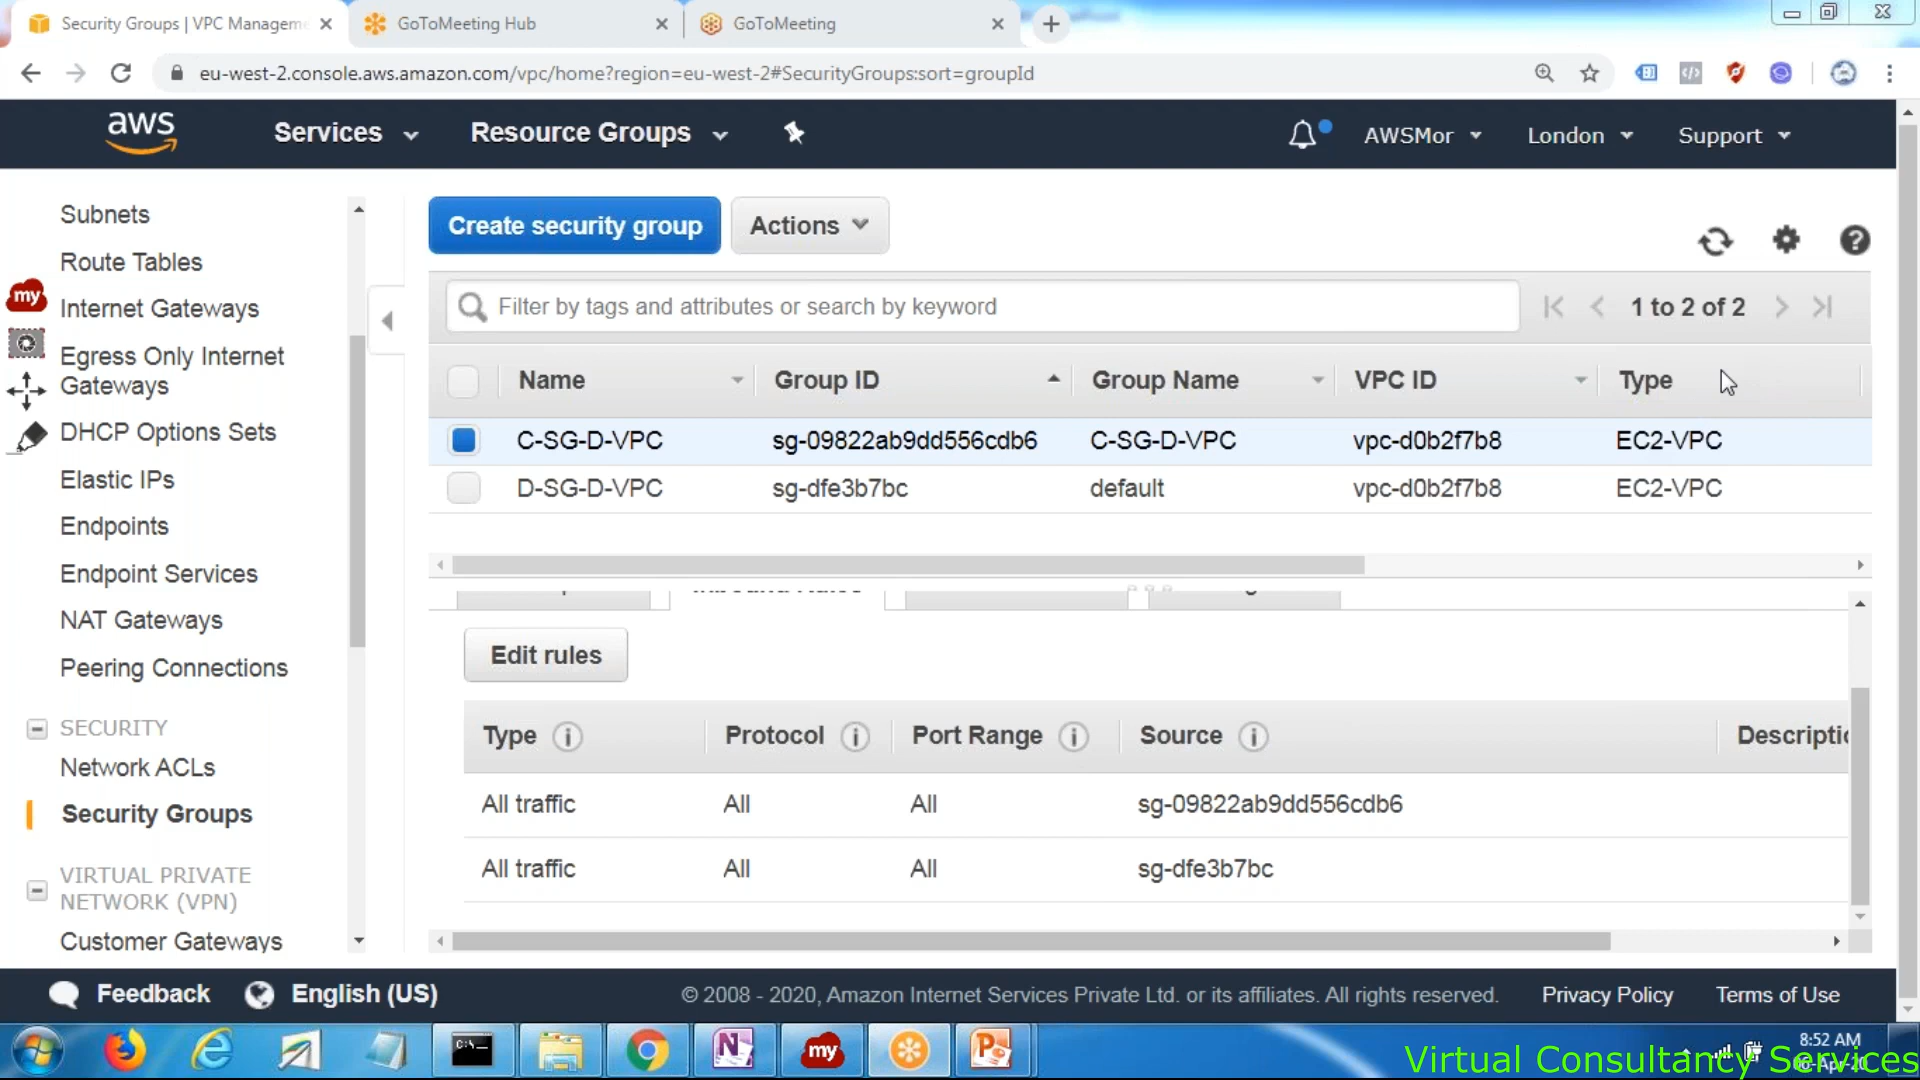 Security Groups | VPC Manageme
GoToMeeting Hub
GoToMeeting
eu-west-2.console.aws.amazon.com/vpc/home?region=eu-west-2#SecurityGroups:sort=groupId
aws
Services
Resource Groups
AWSMor
London
Support
Subnets
Route Tables
Internet Gateways
Egress Only Internet
Gateways
DHCP Options Sets
Elastic IPs
Endpoints
Endpoint Services
NAT Gateways
Peering Connections
SECURITY
Network ACLs
Security Groups
VIRTUAL PRIVATE
NETWORK (VPN)
Customer Gateways
my
Create security group
Actions
Filter by tags and attributes or search by keyword
1 to 2 of 2
Name Group ID Group Name VPC ID Type
C-SG-D-VPC sg-09822ab9dd556cdb6 C-SG-D-VPC vpc-d0b2f7b8 EC2-VPC
D-SG-D-VPC sg-dfe3b7bc default vpc-d0b2f7b8 EC2-VPC
Edit rules
Type Protocol Port Range Source Descriptio
All traffic All All sg-09822ab9dd556cdb6
All traffic All All sg-dfe3b7bc
Feedback
English (US)
© 2008 - 2020, Amazon Internet Services Private Ltd. or its affiliates. All rights reserved.
Privacy Policy
Terms of Use
C:\
N
my
P
8:52 AM
Virtual Consultancy Services